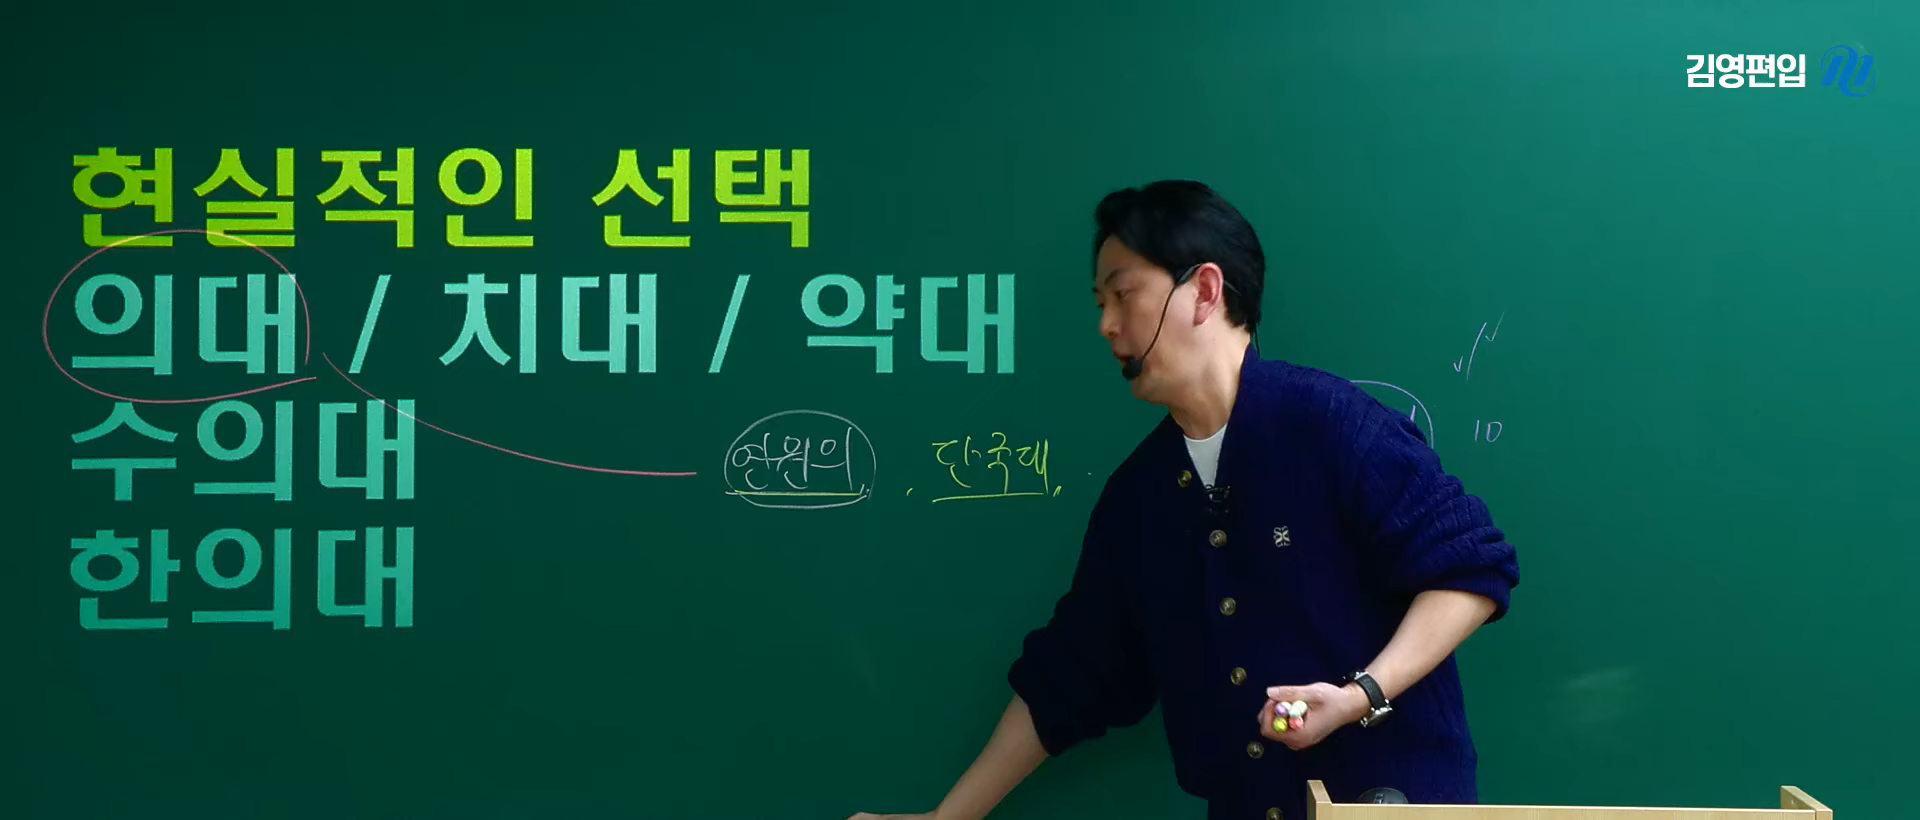 김영편입
현실적인 선택
의대 / 치대 / 약대
수의대
한의대
연원의 , 단국대
10